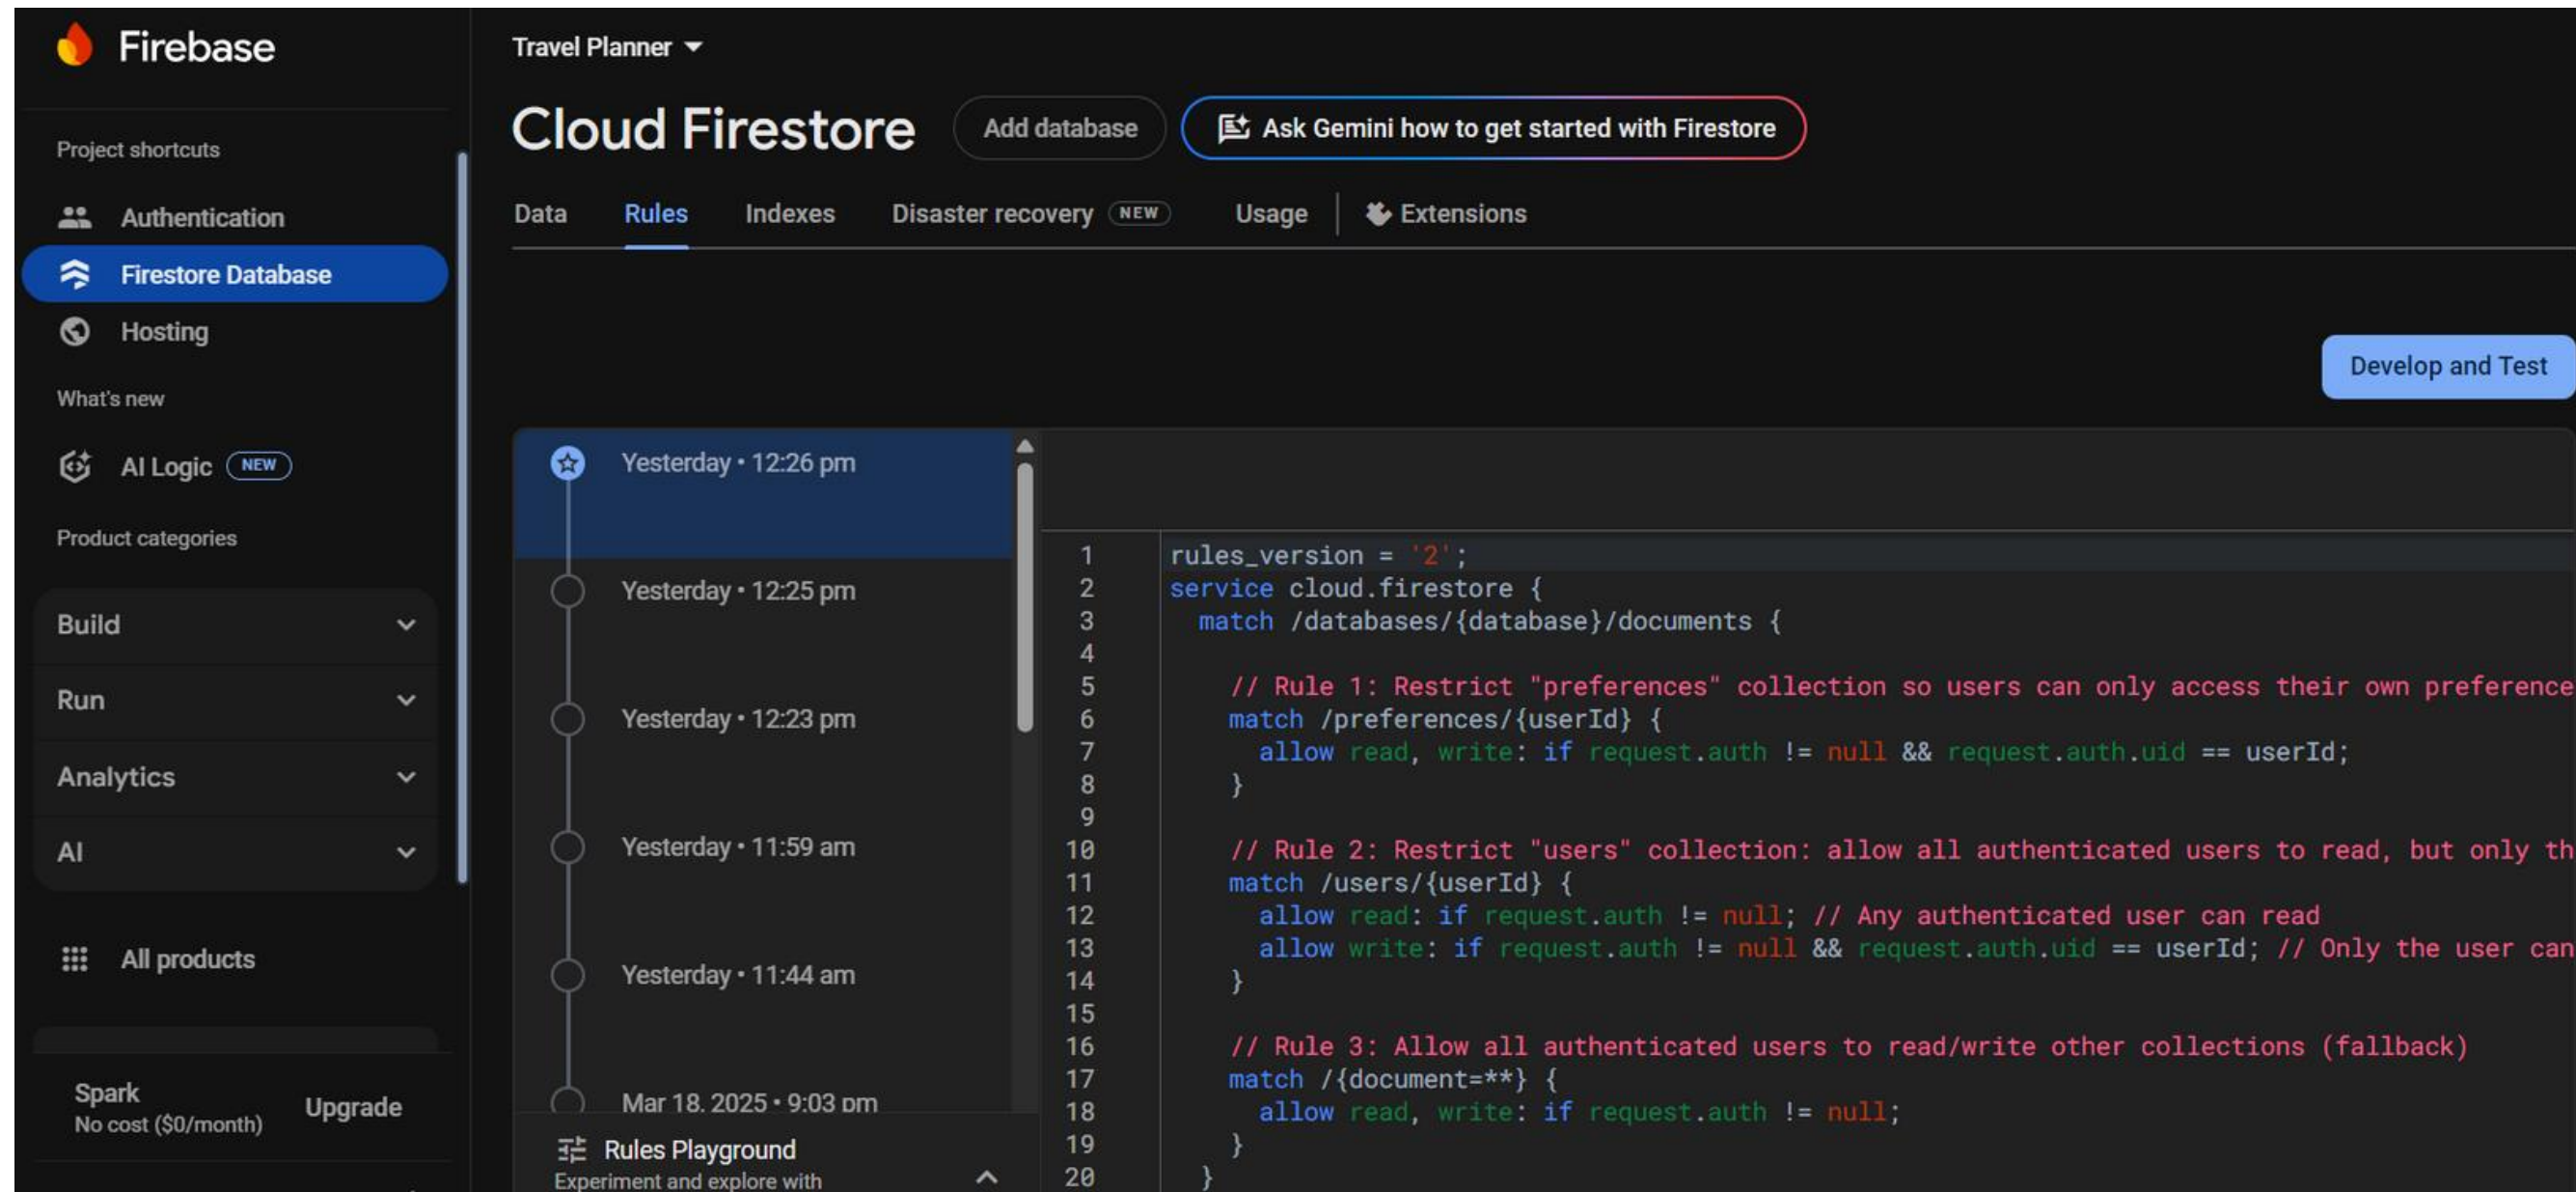 Firebase
Project shortcuts
Authentication
Firestore Database
Hosting
What's new
AI Logic NEW
Product categories
Build
Run
Analytics
AI
All products
Spark
No cost ($0/month)
Upgrade
Travel Planner
Cloud Firestore
Add database
Ask Gemini how to get started with Firestore
Data Rules Indexes Disaster recovery NEW Usage Extensions
Develop and Test
Yesterday • 12:26 pm
Yesterday • 12:25 pm
Yesterday • 12:23 pm
Yesterday • 11:59 am
Yesterday • 11:44 am
Mar 18, 2025 • 9:03 pm
Rules Playground
Experiment and explore with
1 rules_version = '2';
2 service cloud.firestore {
3 match /databases/{database}/documents {
4
5 // Rule 1: Restrict "preferences" collection so users can only access their own preference
6 match /preferences/{userId} {
7 allow read, write: if request.auth != null && request.auth.uid == userId;
8 }
9
10 // Rule 2: Restrict "users" collection: allow all authenticated users to read, but only th
11 match /users/{userId} {
12 allow read: if request.auth != null; // Any authenticated user can read
13 allow write: if request.auth != null && request.auth.uid == userId; // Only the user can
14 }
15
16 // Rule 3: Allow all authenticated users to read/write other collections (fallback)
17 match /{document=**} {
18 allow read, write: if request.auth != null;
19 }
20 }